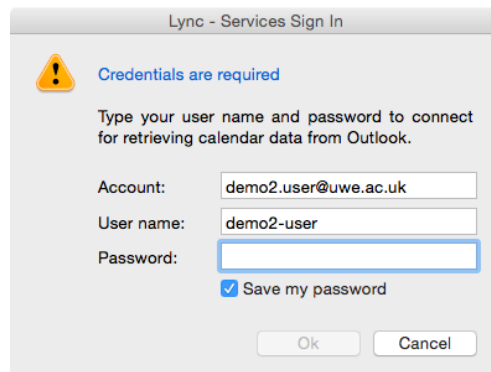 Lync - Services Sign In
Credentials are required
Type your user name and password to connect
for retrieving calendar data from Outlook.
Account: demo2.user@uwe.ac.uk
User name: demo2-user
Password:
Save my password
Ok Cancel